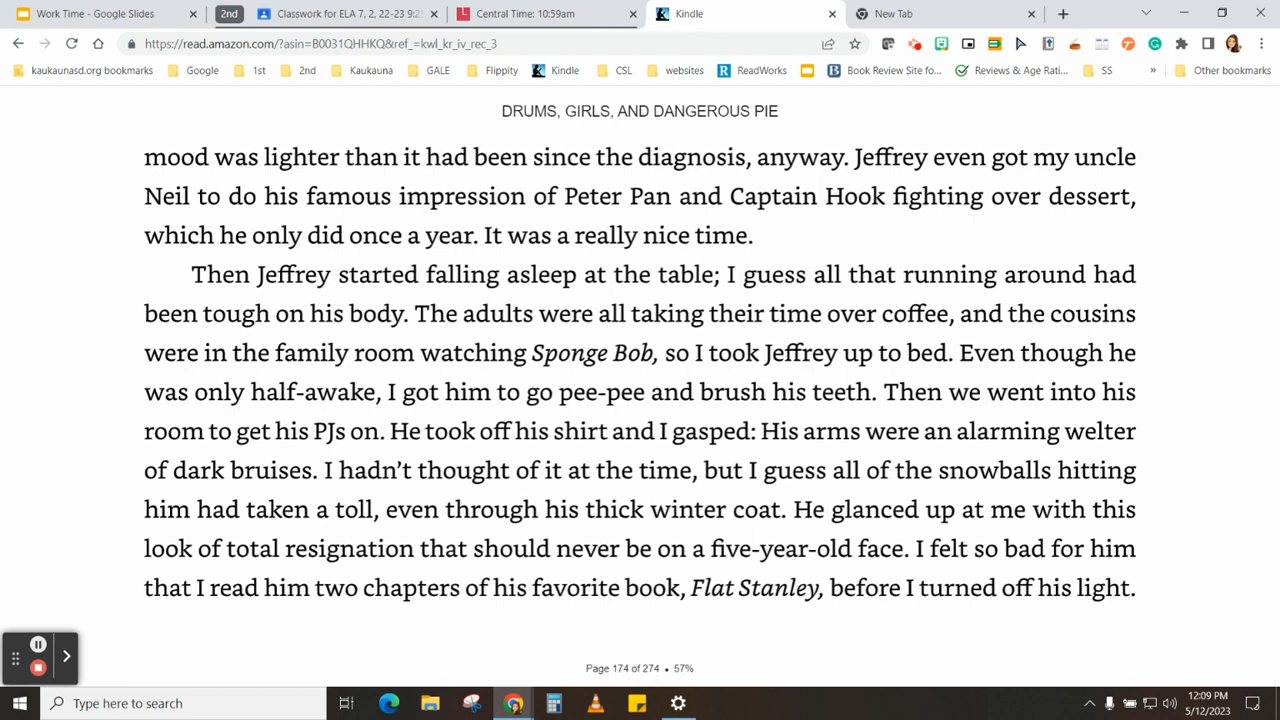 Work Time - Google Slides
2nd
Classwork for ELA 7, 2, 22-23 9:2
Central Time: 10:59am
Kindle
New Tab
https://read.amazon.com/?asin=B0031QHHKQ&ref_=kwl_kr_iv_rec_3
kaukaunasd.org bookmarks
Google
1st
2nd
Kaukauna
GALE
Flippity
Kindle
CSL
websites
ReadWorks
Book Review Site fo...
Reviews & Age Rati...
SS
»
Other bookmarks
DRUMS, GIRLS, AND DANGEROUS PIE
mood was lighter than it had been since the diagnosis, anyway. Jeffrey even got my uncle
Neil to do his famous impression of Peter Pan and Captain Hook fighting over dessert,
which he only did once a year. It was a really nice time.
Then Jeffrey started falling asleep at the table; I guess all that running around had
been tough on his body. The adults were all taking their time over coffee, and the cousins
were in the family room watching Sponge Bob, so I took Jeffrey up to bed. Even though he
was only half-awake, I got him to go pee-pee and brush his teeth. Then we went into his
room to get his PJs on. He took off his shirt and I gasped: His arms were an alarming welter
of dark bruises. I hadn't thought of it at the time, but I guess all of the snowballs hitting
him had taken a toll, even through his thick winter coat. He glanced up at me with this
look of total resignation that should never be on a five-year-old face. I felt so bad for him
that I read him two chapters of his favorite book, Flat Stanley, before I turned off his light.
Page 174 of 274 • 57%
Type here to search
12:09 PM
5/12/2023